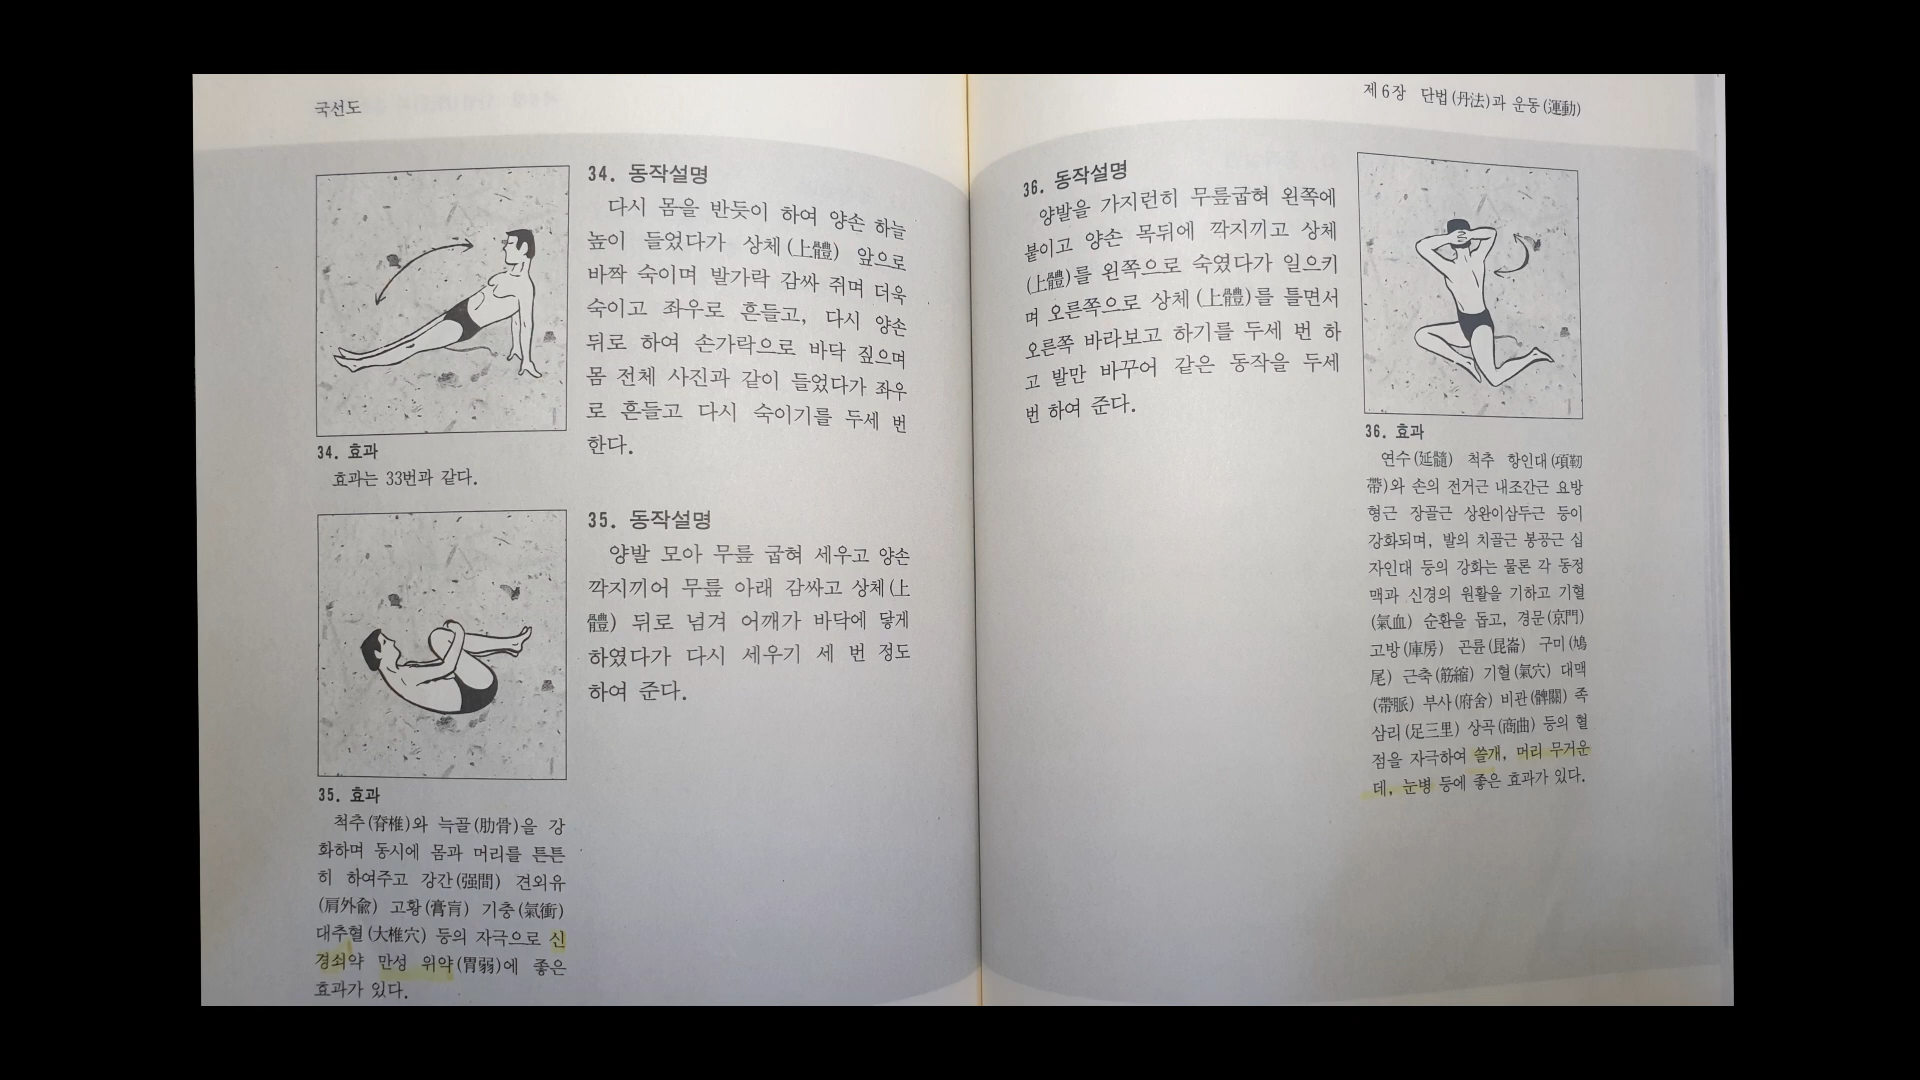 국선도
34. 동작설명
다시 몸을 반듯이 하여 양손 하늘
높이 들었다가 상체(上體) 앞으로
바짝 숙이며 발가락 감싸 쥐며 더욱
숙이고 좌우로 흔들고, 다시 양손
뒤로 하여 손가락으로 바닥 짚으며
몸 전체 사진과 같이 들었다가 좌우
로 흔들고 다시 숙이기를 두세 번
한다.
34. 효과
효과는 33번과 같다.
35. 동작설명
양발 모아 무릎 굽혀 세우고 양손
깍지끼어 무릎 아래 감싸고 상체(上
體) 뒤로 넘겨 어깨가 바닥에 닿게
하였다가 다시 세우기 세 번 정도
하여 준다.
35. 효과
척추(脊椎)와 늑골(肋骨)을 강
화하며 동시에 몸과 머리를 튼튼
히 하여주고 강간(强間) 견외유
(肩外兪) 고황(膏肓) 기충(氣衝)
대추혈(大椎穴) 등의 자극으로 신
경쇠약 만성 위약(胃弱)에 좋은
효과가 있다.
제6장 단법(丹法)과 운동(運動)
36. 동작설명
양발을 가지런히 무릎굽혀 왼쪽에
붙이고 양손 목뒤에 깍지끼고 상체
(上體)를 왼쪽으로 숙였다가 일으키
며 오른쪽으로 상체(上體)를 틀면서
오른쪽 바라보고 하기를 두세 번 하
고 발만 바꾸어 같은 동작을 두세
번 하여 준다.
36. 효과
연수(延髓) 척추 항인대(項靭
帶)와 손의 전거근 내조간근 요방
형근 장골근 상완이삼두근 등이
강화되며, 발의 치골근 봉공근 십
자인대 등의 강화는 물론 각 동정
맥과 신경의 원활을 기하고 기혈
(氣血) 순환을 돕고, 경문(京門)
고방(庫房) 곤륜(昆崙) 구미(鳩
尾) 근축(筋縮) 기혈(氣穴) 대맥
(帶脈) 부사(府舍) 비관(髀關) 족
삼리(足三里) 상곡(商曲) 등의 혈
점을 자극하여 쓸개, 머리 무거운
데, 눈병 등에 좋은 효과가 있다.